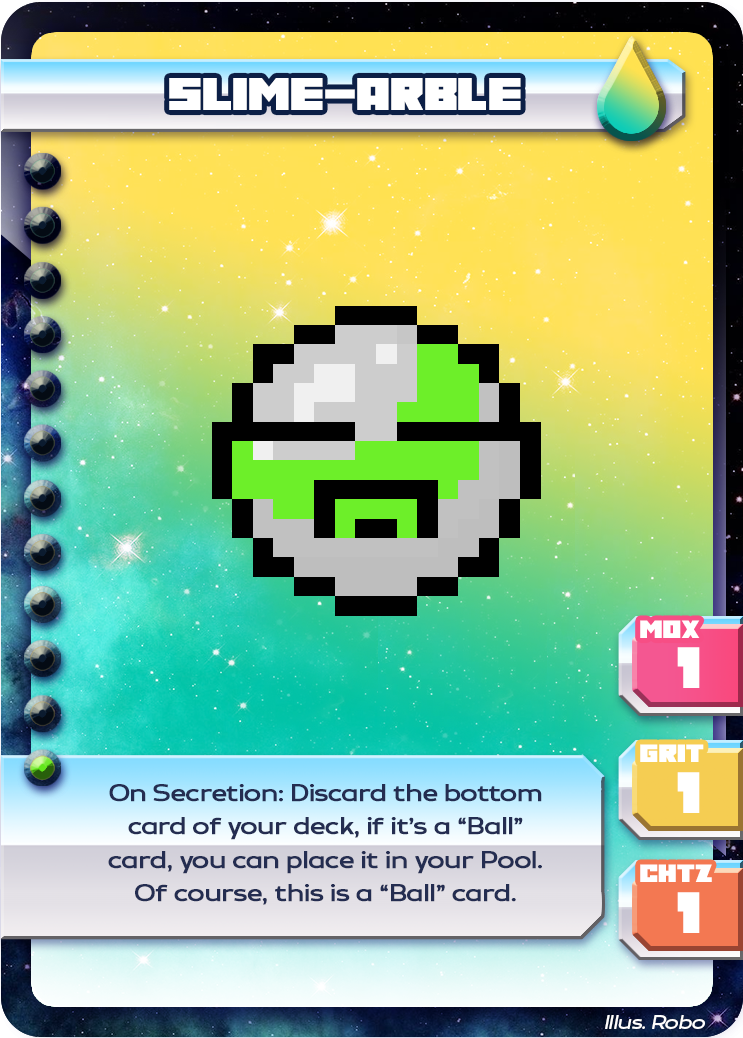 SLIME-ARBLE
MOX
1
GRIT
1
CHTZ
1
On Secretion: Discard the bottom
card of your deck, if it's a “Ball”
card, you can place it in your Pool.
Of course, this is a “Ball” card.
Illus. Robo